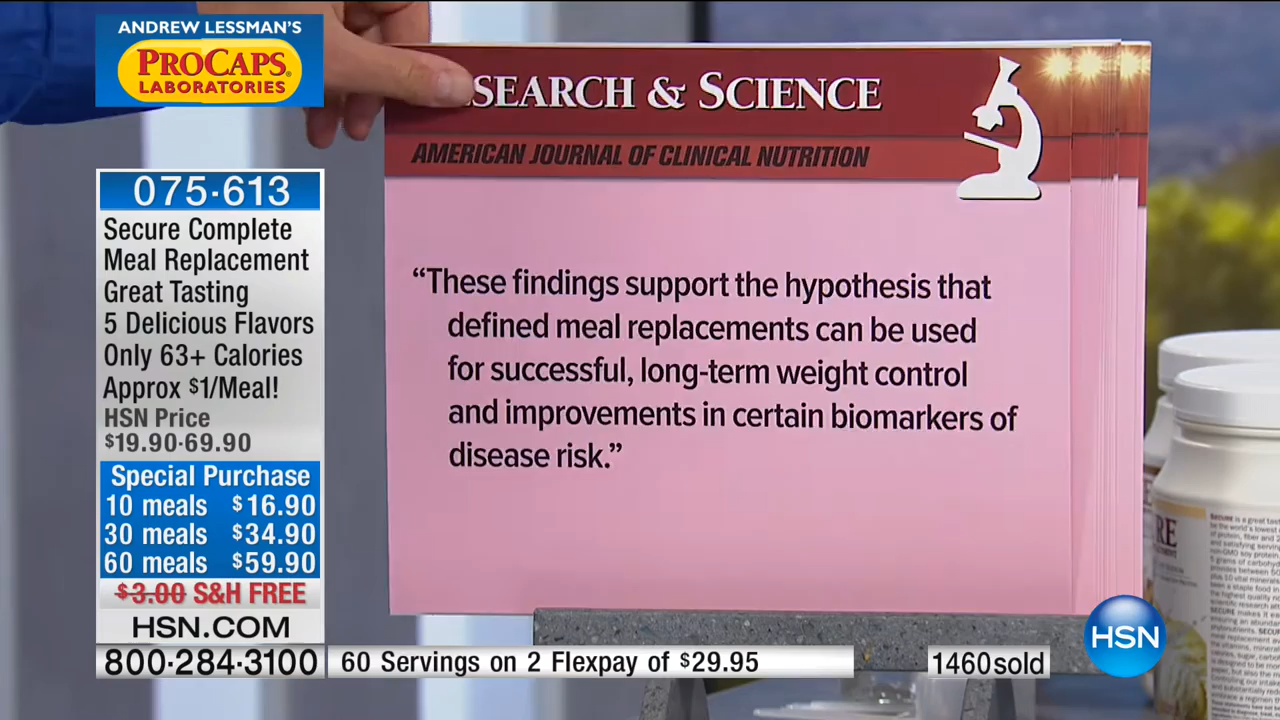 ANDREW LESSMAN'S
PROCAPS®
LABORATORIES
075·613
Secure Complete
Meal Replacement
Great Tasting
5 Delicious Flavors
Only 63+ Calories
Approx $1/Meal!
HSN Price
$19.90-69.90
Special Purchase
10 meals $16.90
30 meals $34.90
60 meals $59.90
$3.00 S&H FREE
HSN.COM
800·284·3100
60 Servings on 2 Flexpay of $29.95
1460 sold
HSN
SEARCH & SCIENCE
AMERICAN JOURNAL OF CLINICAL NUTRITION
“These findings support the hypothesis that
defined meal replacements can be used
for successful, long-term weight control
and improvements in certain biomarkers of
disease risk.”
RE